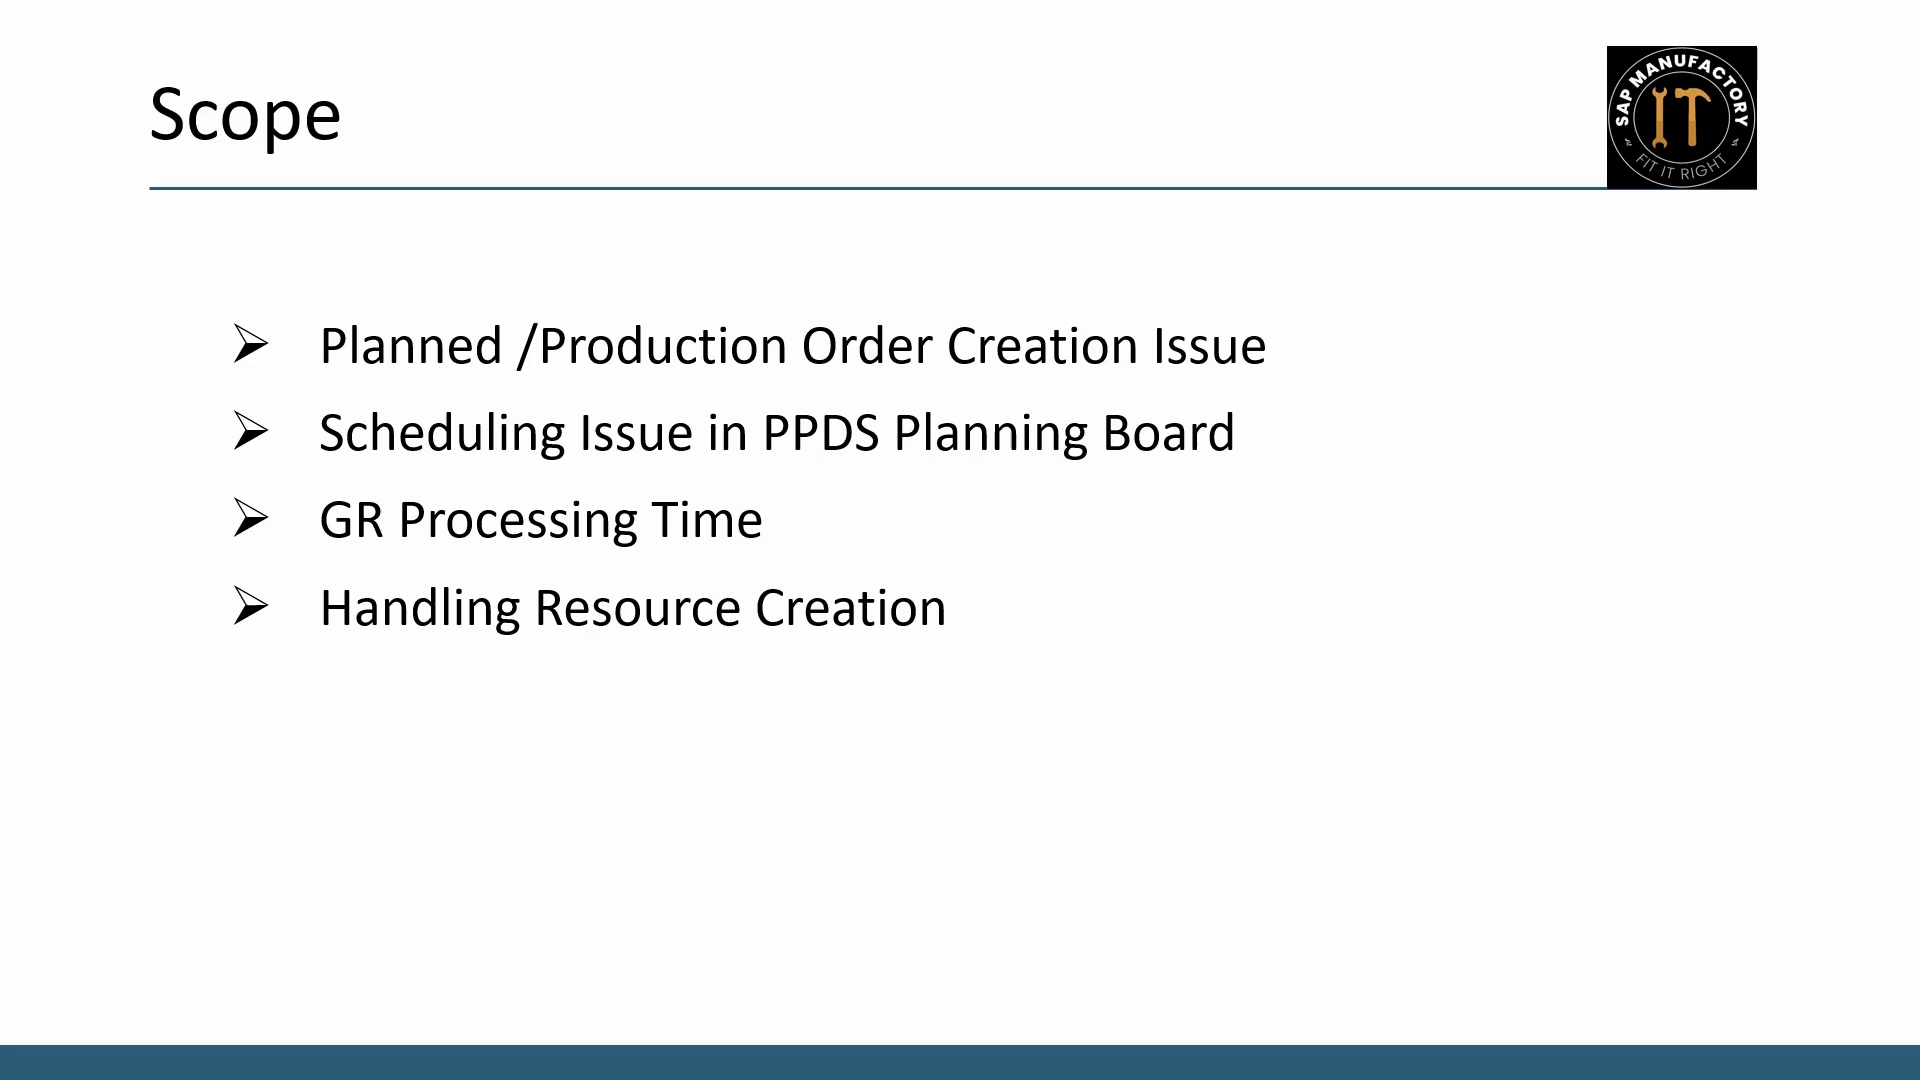 Scope
SAP MANUFACTORY
IT
FIT IT RIGHT
Planned /Production Order Creation Issue
Scheduling Issue in PPDS Planning Board
GR Processing Time
Handling Resource Creation